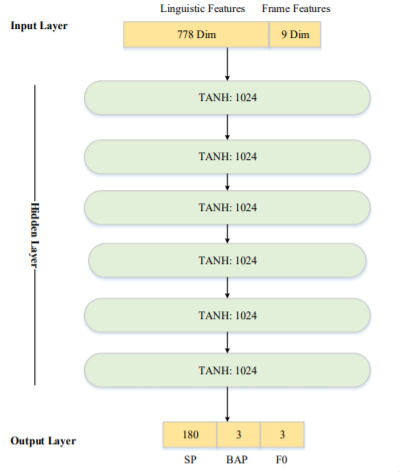 Linguistic Features Frame Features
Input Layer
778 Dim 9 Dim
TANH: 1024
TANH: 1024
TANH: 1024
Hidden Layer
TANH: 1024
TANH: 1024
TANH: 1024
Output Layer
180 3 3
SP BAP F0